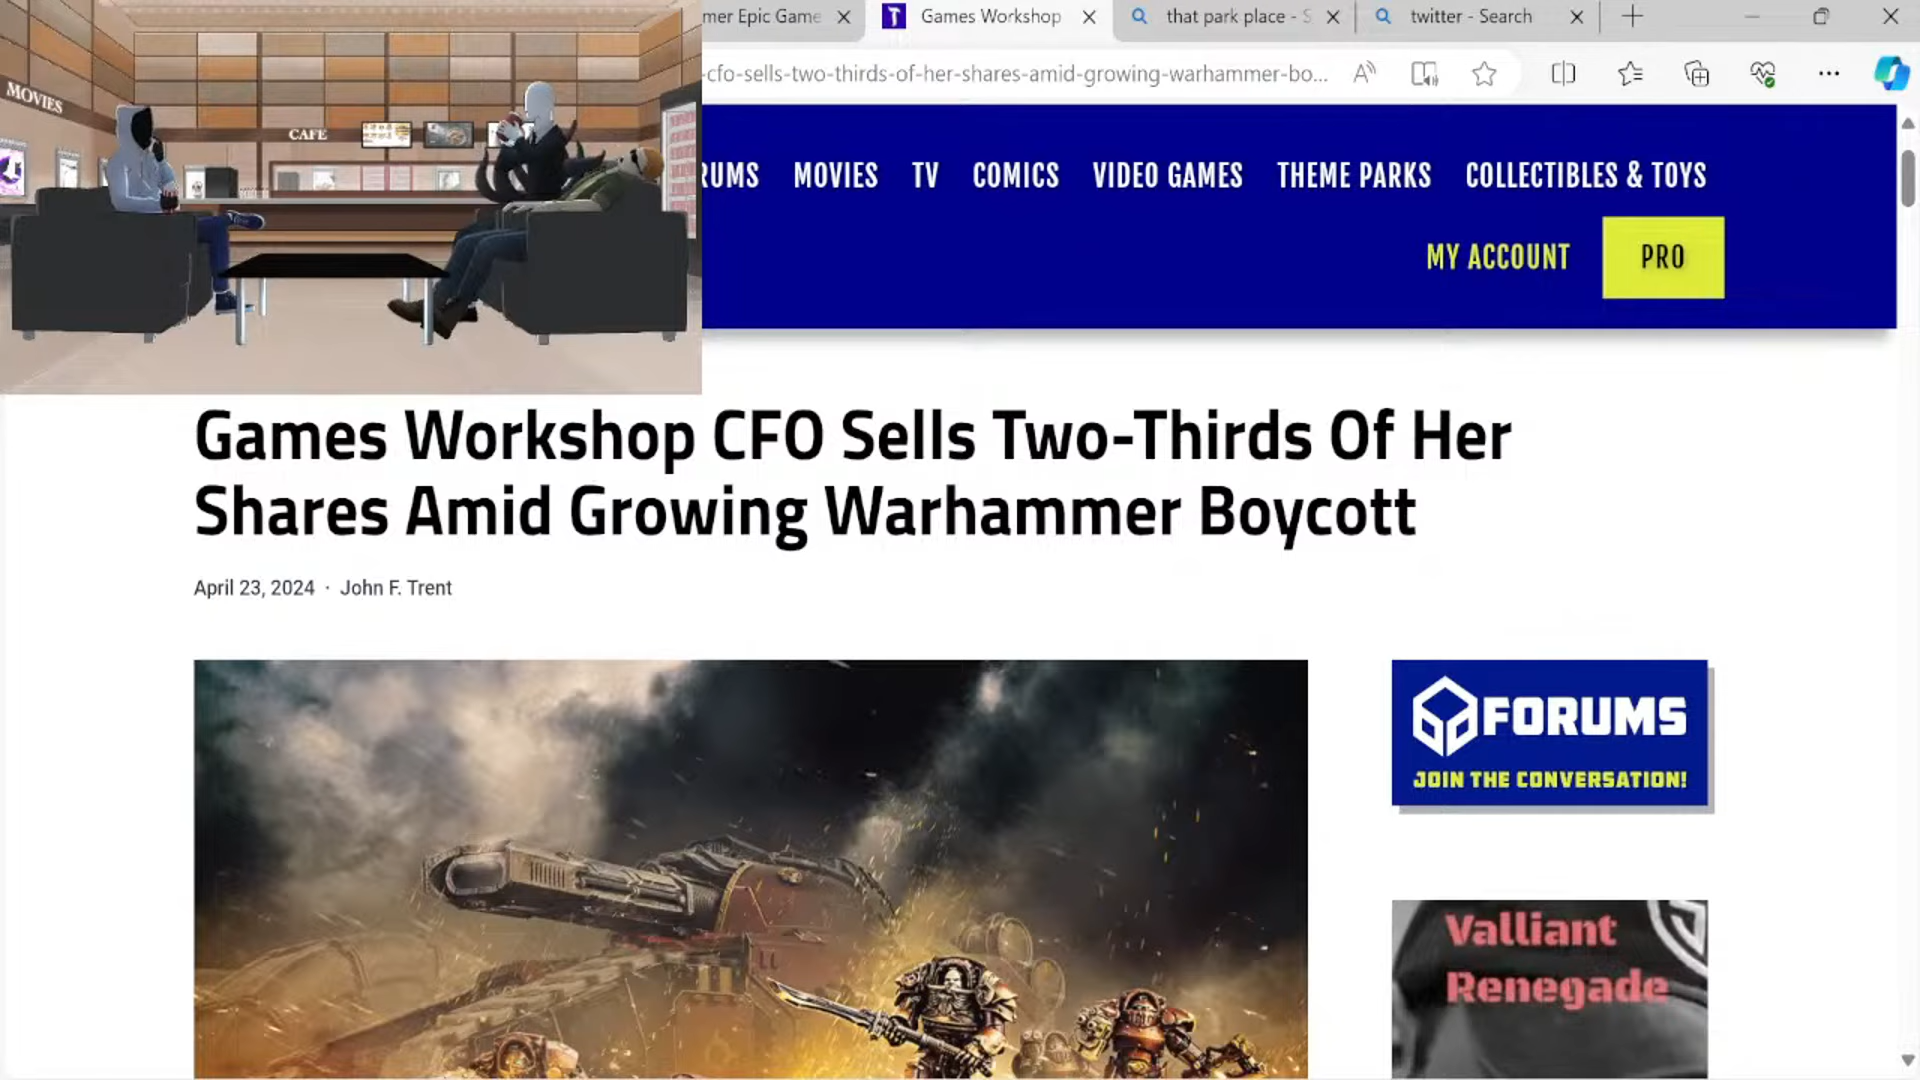 mer Epic Game
Games Workshop
that park place - S
twitter - Search
-cfo-sells-two-thirds-of-her-shares-amid-growing-warhammer-bo...
MOVIES
CAFE
RUMS
MOVIES
TV
COMICS
VIDEO GAMES
THEME PARKS
COLLECTIBLES & TOYS
MY ACCOUNT
PRO
Games Workshop CFO Sells Two-Thirds Of Her
Shares Amid Growing Warhammer Boycott
April 23, 2024 · John F. Trent
FORUMS
JOIN THE CONVERSATION!
Valliant
Renegade